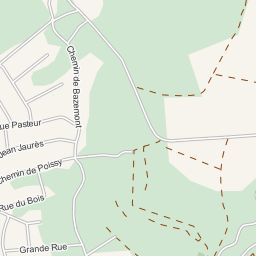 Chemin de Bazemont
ue Pasteur
Jean Jaurès
Chemin de Poissy
Rue du Bois
Grande Rue